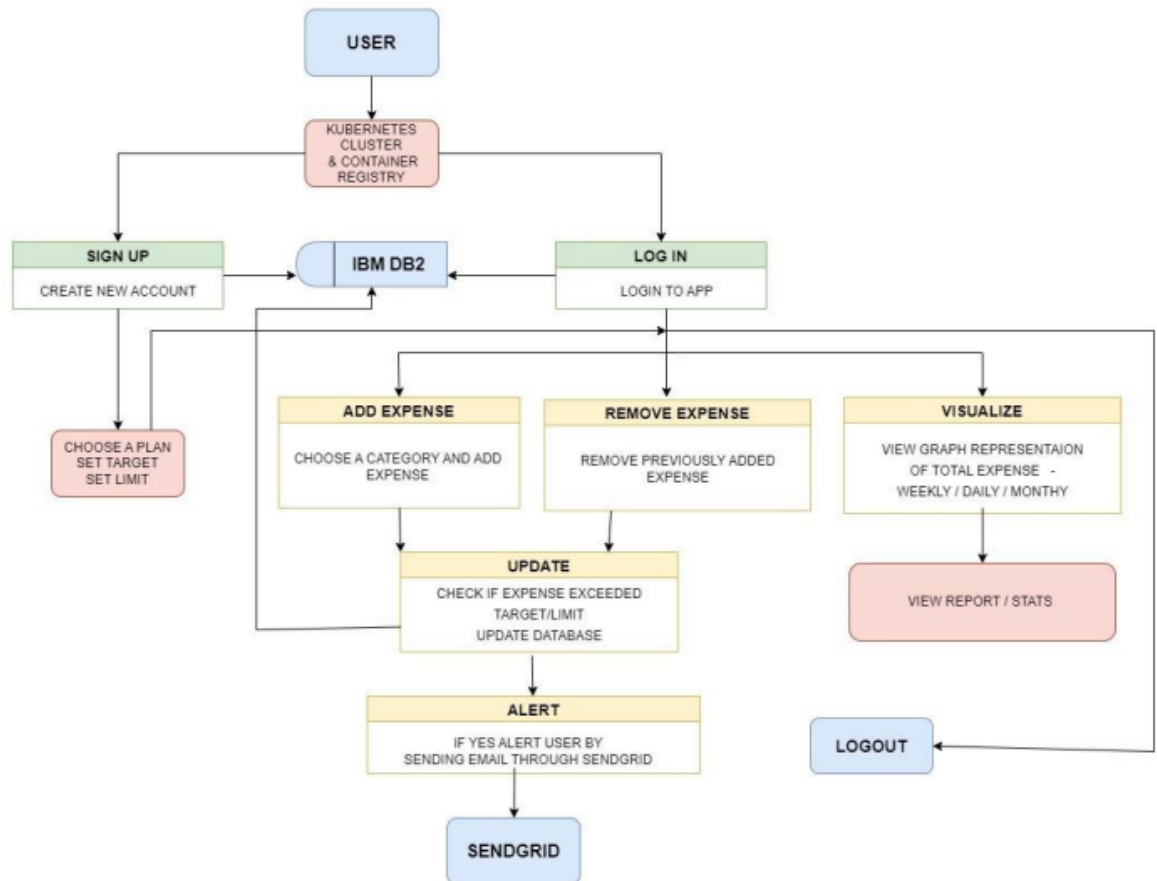 USER
KUBERNETES
CLUSTER
& CONTAINER
REGISTRY
SIGN UP
CREATE NEW ACCOUNT
IBM DB2
LOG IN
LOGIN TO APP
CHOOSE A PLAN
SET TARGET
SET LIMIT
ADD EXPENSE
CHOOSE A CATEGORY AND ADD
EXPENSE
REMOVE EXPENSE
REMOVE PREVIOUSLY ADDED
EXPENSE
VISUALIZE
VIEW GRAPH REPRESENTAION
OF TOTAL EXPENSE -
WEEKLY / DAILY / MONTHY
UPDATE
CHECK IF EXPENSE EXCEEDED
TARGET/LIMIT
UPDATE DATABASE
VIEW REPORT / STATS
ALERT
IF YES ALERT USER BY
SENDING EMAIL THROUGH SENDGRID
LOGOUT
SENDGRID